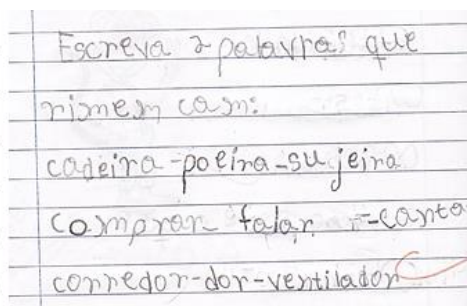 Escreva 2 palavras que
rimem com:
cadeira-poeira-sujeira
comprar falar -canta
corredor-dor-ventilador